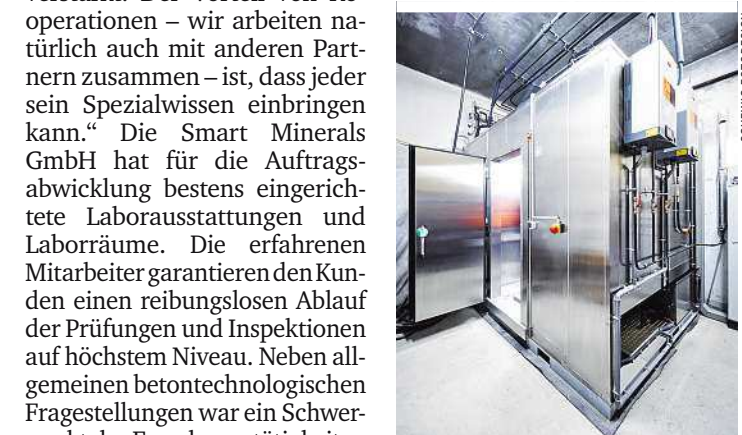 operationen – wir arbeiten na-
türlich auch mit anderen Part-
nern zusammen – ist, dass jeder
sein Spezialwissen einbringen
kann.“ Die Smart Minerals
GmbH hat für die Auftrags-
abwicklung bestens eingerich-
tete Laborausstattungen und
Laborräume. Die erfahrenen
Mitarbeiter garantieren den Kun-
den einen reibungslosen Ablauf
der Prüfungen und Inspektionen
auf höchstem Niveau. Neben all-
gemeinen betontechnologischen
Fragestellungen war ein Schwer-